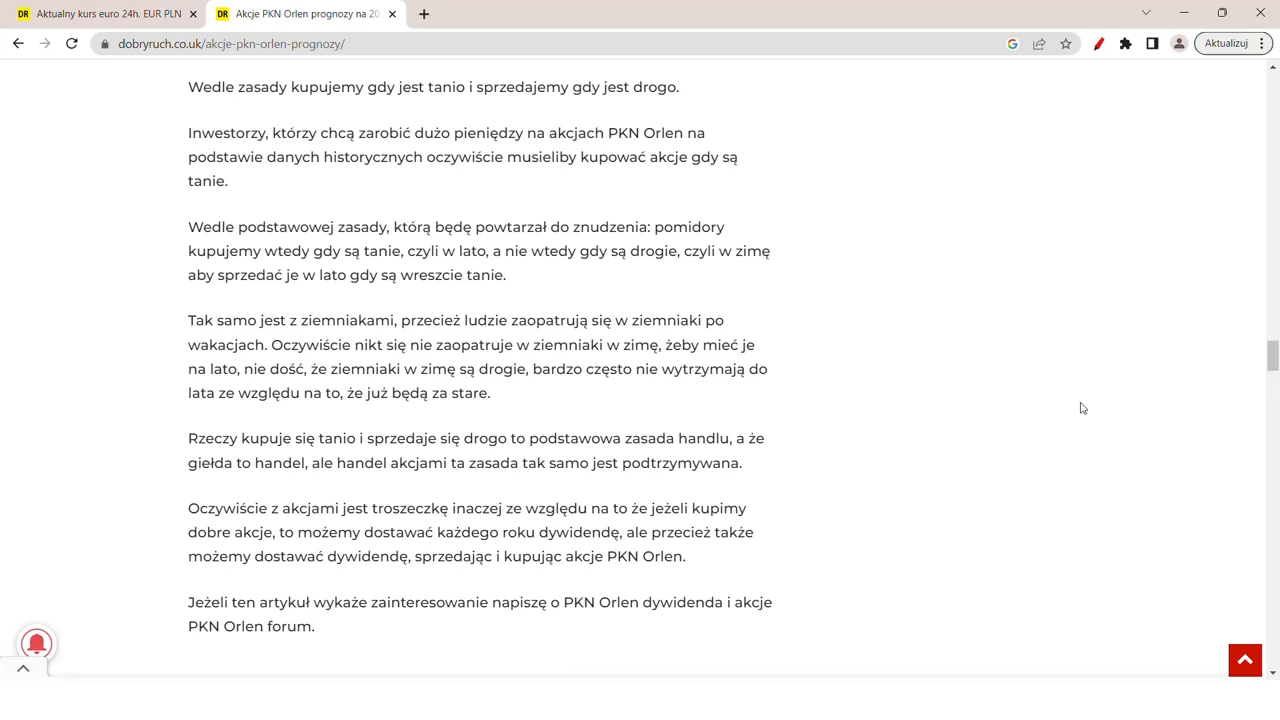 Aktualny kurs euro 24h. EUR PLN
Akcje PKN Orlen prognozy na 20
dobryruch.co.uk/akcje-pkn-orlen-prognozy/
Aktualizuj
Wedle zasady kupujemy gdy jest tanio i sprzedajemy gdy jest drogo.
Inwestorzy, którzy chcą zarobić dużo pieniędzy na akcjach PKN Orlen na
podstawie danych historycznych oczywiście musieliby kupować akcje gdy są
tanie.
Wedle podstawowej zasady, którą będę powtarzał do znudzenia: pomidory
kupujemy wtedy gdy są tanie, czyli w lato, a nie wtedy gdy są drogie, czyli w zimę
aby sprzedać je w lato gdy są wreszcie tanie.
Tak samo jest z ziemniakami, przecież ludzie zaopatrują się w ziemniaki po
wakacjach. Oczywiście nikt się nie zaopatruje w ziemniaki w zimę, żeby mieć je
na lato, nie dość, że ziemniaki w zimę są drogie, bardzo często nie wytrzymają do
lata ze względu na to, że już będą za stare.
Rzeczy kupuje się tanio i sprzedaje się drogo to podstawowa zasada handlu, a że
giełda to handel, ale handel akcjami ta zasada tak samo jest podtrzymywana.
Oczywiście z akcjami jest troszeczkę inaczej ze względu na to że jeżeli kupimy
dobre akcje, to możemy dostawać każdego roku dywidendę, ale przecież także
możemy dostawać dywidendę, sprzedając i kupując akcje PKN Orlen.
Jeżeli ten artykuł wykaże zainteresowanie napiszę o PKN Orlen dywidenda i akcje
PKN Orlen forum.